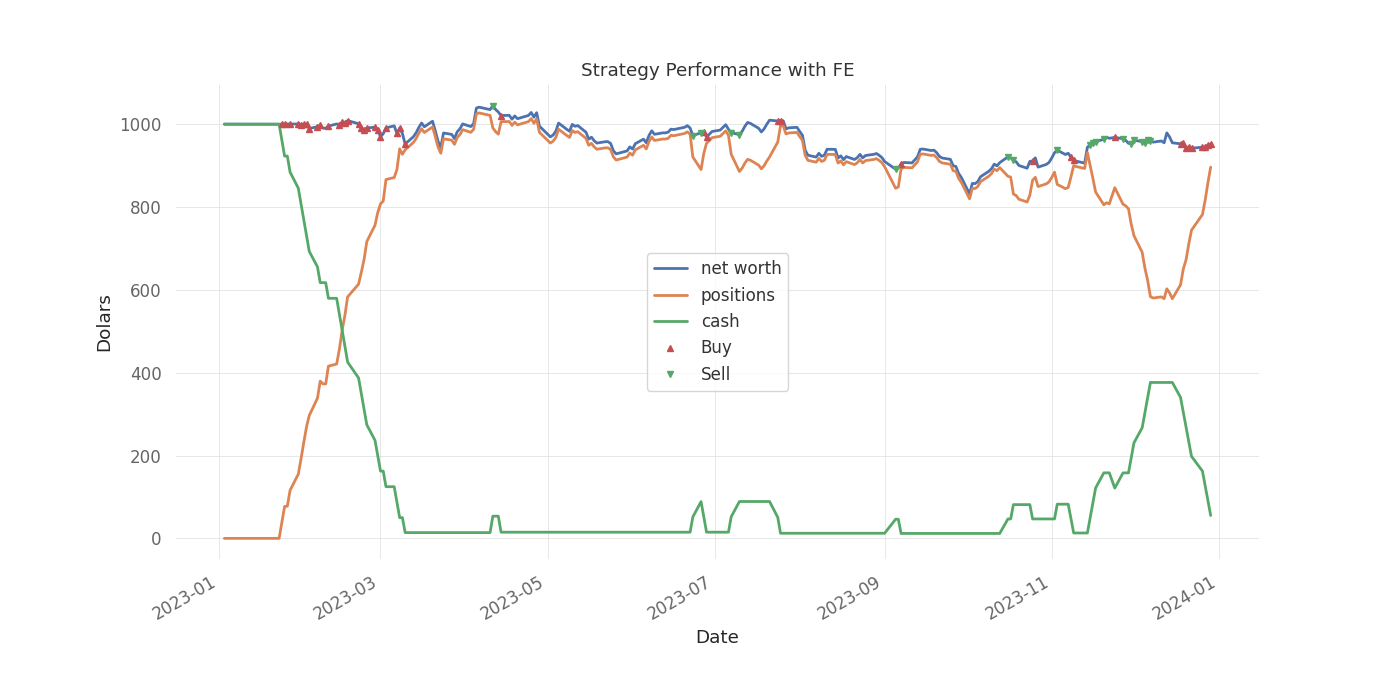 Strategy Performance with FE
1000
800
600
400
200
0
Dolars
net worth
positions
cash
Buy
Sell
2023-01
2023-03
2023-05
2023-07
2023-09
2023-11
2024-01
Date